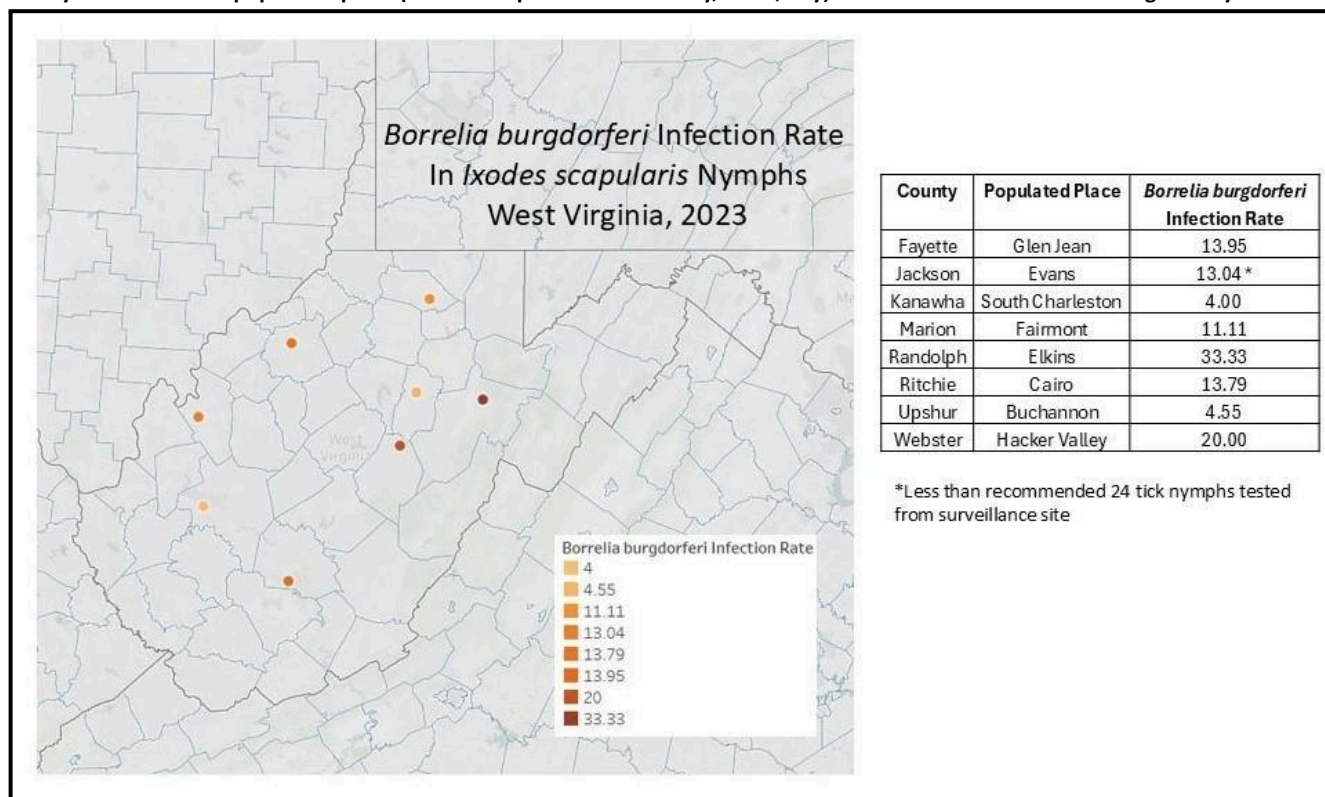 Borrelia burgdorferi Infection Rate
In Ixodes scapularis Nymphs
West Virginia, 2023
County Populated Place Borrelia burgdorferi
Infection Rate
Fayette Glen Jean 13.95
Jackson Evans 13.04*
Kanawha South Charleston 4.00
Marion Fairmont 11.11
Randolph Elkins 33.33
Ritchie Cairo 13.79
Upshur Buchannon 4.55
Webster Hacker Valley 20.00
*Less than recommended 24 tick nymphs tested
from surveillance site
West
Virginia
Borrelia burgdorferi Infection Rate
4
4.55
11.11
13.04
13.79
13.95
20
33.33